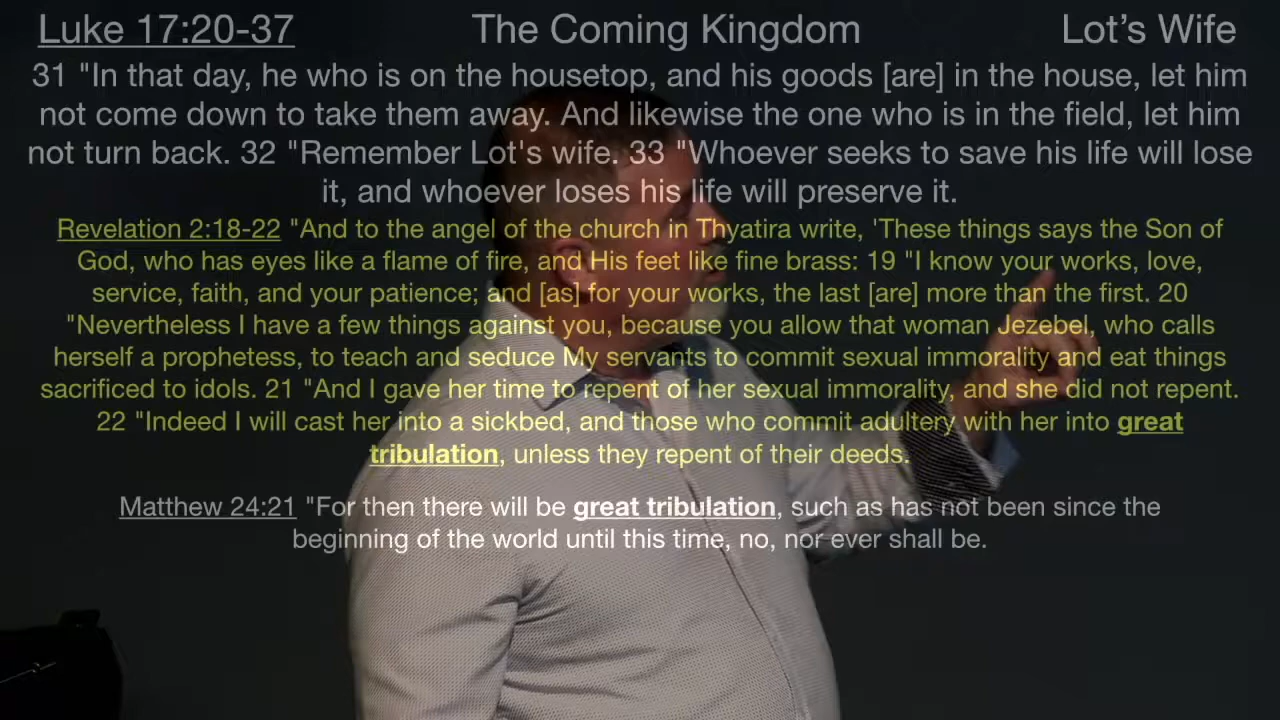 Luke 17:20-37 The Coming Kingdom Lot's Wife
31 "In that day, he who is on the housetop, and his goods [are] in the house, let him
not come down to take them away. And likewise the one who is in the field, let him
not turn back. 32 "Remember Lot's wife. 33 "Whoever seeks to save his life will lose
it, and whoever loses his life will preserve it.
Revelation 2:18-22 "And to the angel of the church in Thyatira write, 'These things says the Son of
God, who has eyes like a flame of fire, and His feet like fine brass: 19 "I know your works, love,
service, faith, and your patience; and [as] for your works, the last [are] more than the first. 20
"Nevertheless I have a few things against you, because you allow that woman Jezebel, who calls
herself a prophetess, to teach and seduce My servants to commit sexual immorality and eat things
sacrificed to idols. 21 "And I gave her time to repent of her sexual immorality, and she did not repent.
22 "Indeed I will cast her into a sickbed, and those who commit adultery with her into great
tribulation, unless they repent of their deeds.
Matthew 24:21 "For then there will be great tribulation, such as has not been since the
beginning of the world until this time, no, nor ever shall be.